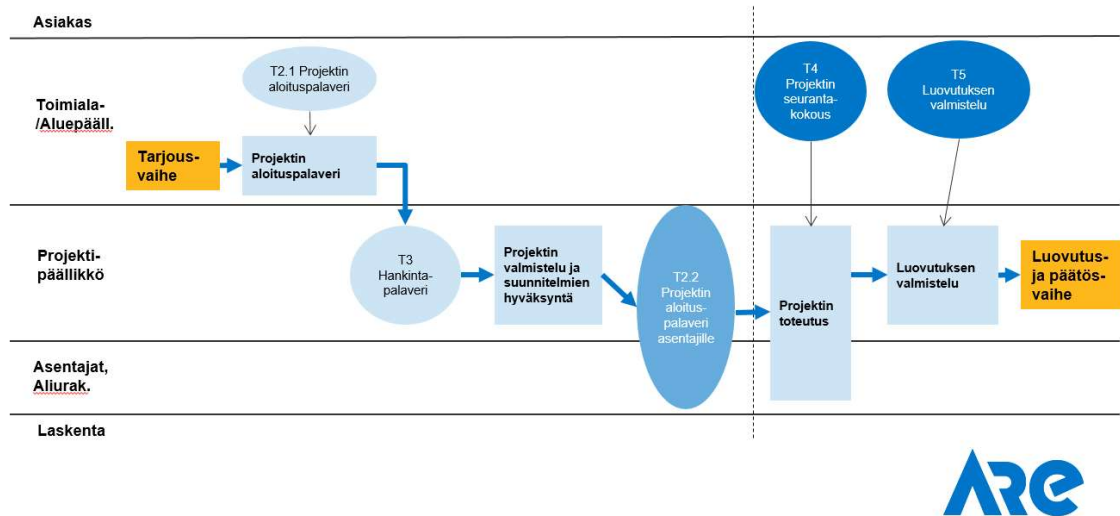 Asiakas
T2.1 Projektin
aloituspalaveri
T4
Projektin
seuranta-
kokous
T5
Luovutuksen
valmistelu
Toimiala-
/Aluepääll.
Tarjous-
vaihe
Projektin
aloituspalaveri
Projekti-
päällikkö
T3
Hankinta-
palaveri
Projektin
valmistelu ja
suunnitelmien
hyväksyntä
T2.2
Projektin
aloitus-
palaveri
asentajille
Projektin
toteutus
Luovutuksen
valmistelu
Luovutus-
ja päätös-
vaihe
Asentajat,
Aliurak.
Laskenta
ARe